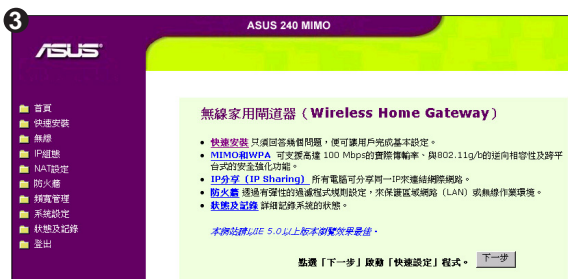 3
ASUS 240 MIMO
ASUS
首頁
快速安裝
無線
IP組態
NAT設定
防火牆
頻寬管理
系統設定
狀態及記錄
登出
無線家用閘道器（Wireless Home Gateway）
快速安裝 只須回答幾個問題，便可讓用戶完成基本設定。
MIMO和WPA 可支援高達 100 Mbps的實際傳輸率、與802.11g/b的逆向相容性及跨平
台式的安全強化功能。
IP分享（IP Sharing）所有電腦可分享同一IP來連結網際網路。
防火牆 透過有彈性的過濾程式規則設定，來保護區域網路（LAN）或無線作業環境。
狀態及記錄 詳細記錄系統的狀態。
本網站請以IE 5.0以上版本瀏覽效果最佳。
點選「下一步」啟動「快速設定」程式。 下一步